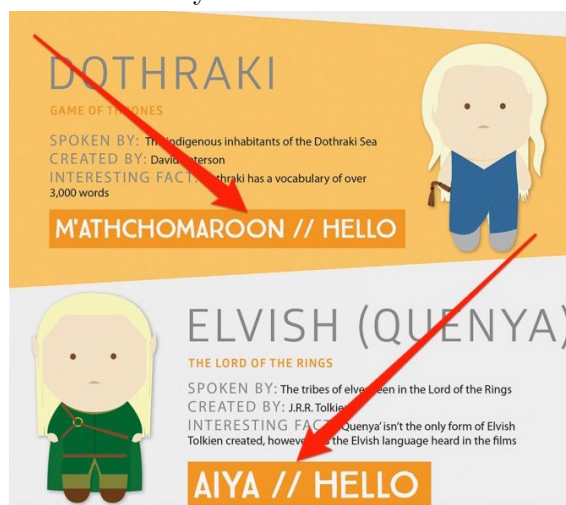 DOTHRAKI
GAME OF THRONES
SPOKEN BY: The indigenous inhabitants of the Dothraki Sea
CREATED BY: David Peterson
INTERESTING FACT: Dothraki has a vocabulary of over
3,000 words
M'ATHCHOMAROON // HELLO
ELVISH (QUENYA)
THE LORD OF THE RINGS
SPOKEN BY: The tribes of elves seen in the Lord of the Rings
CREATED BY: J.R.R. Tolkien
INTERESTING FACT: 'Quenya' isn't the only form of Elvish
Tolkien created, however the Elvish language heard in the films
AIYA // HELLO